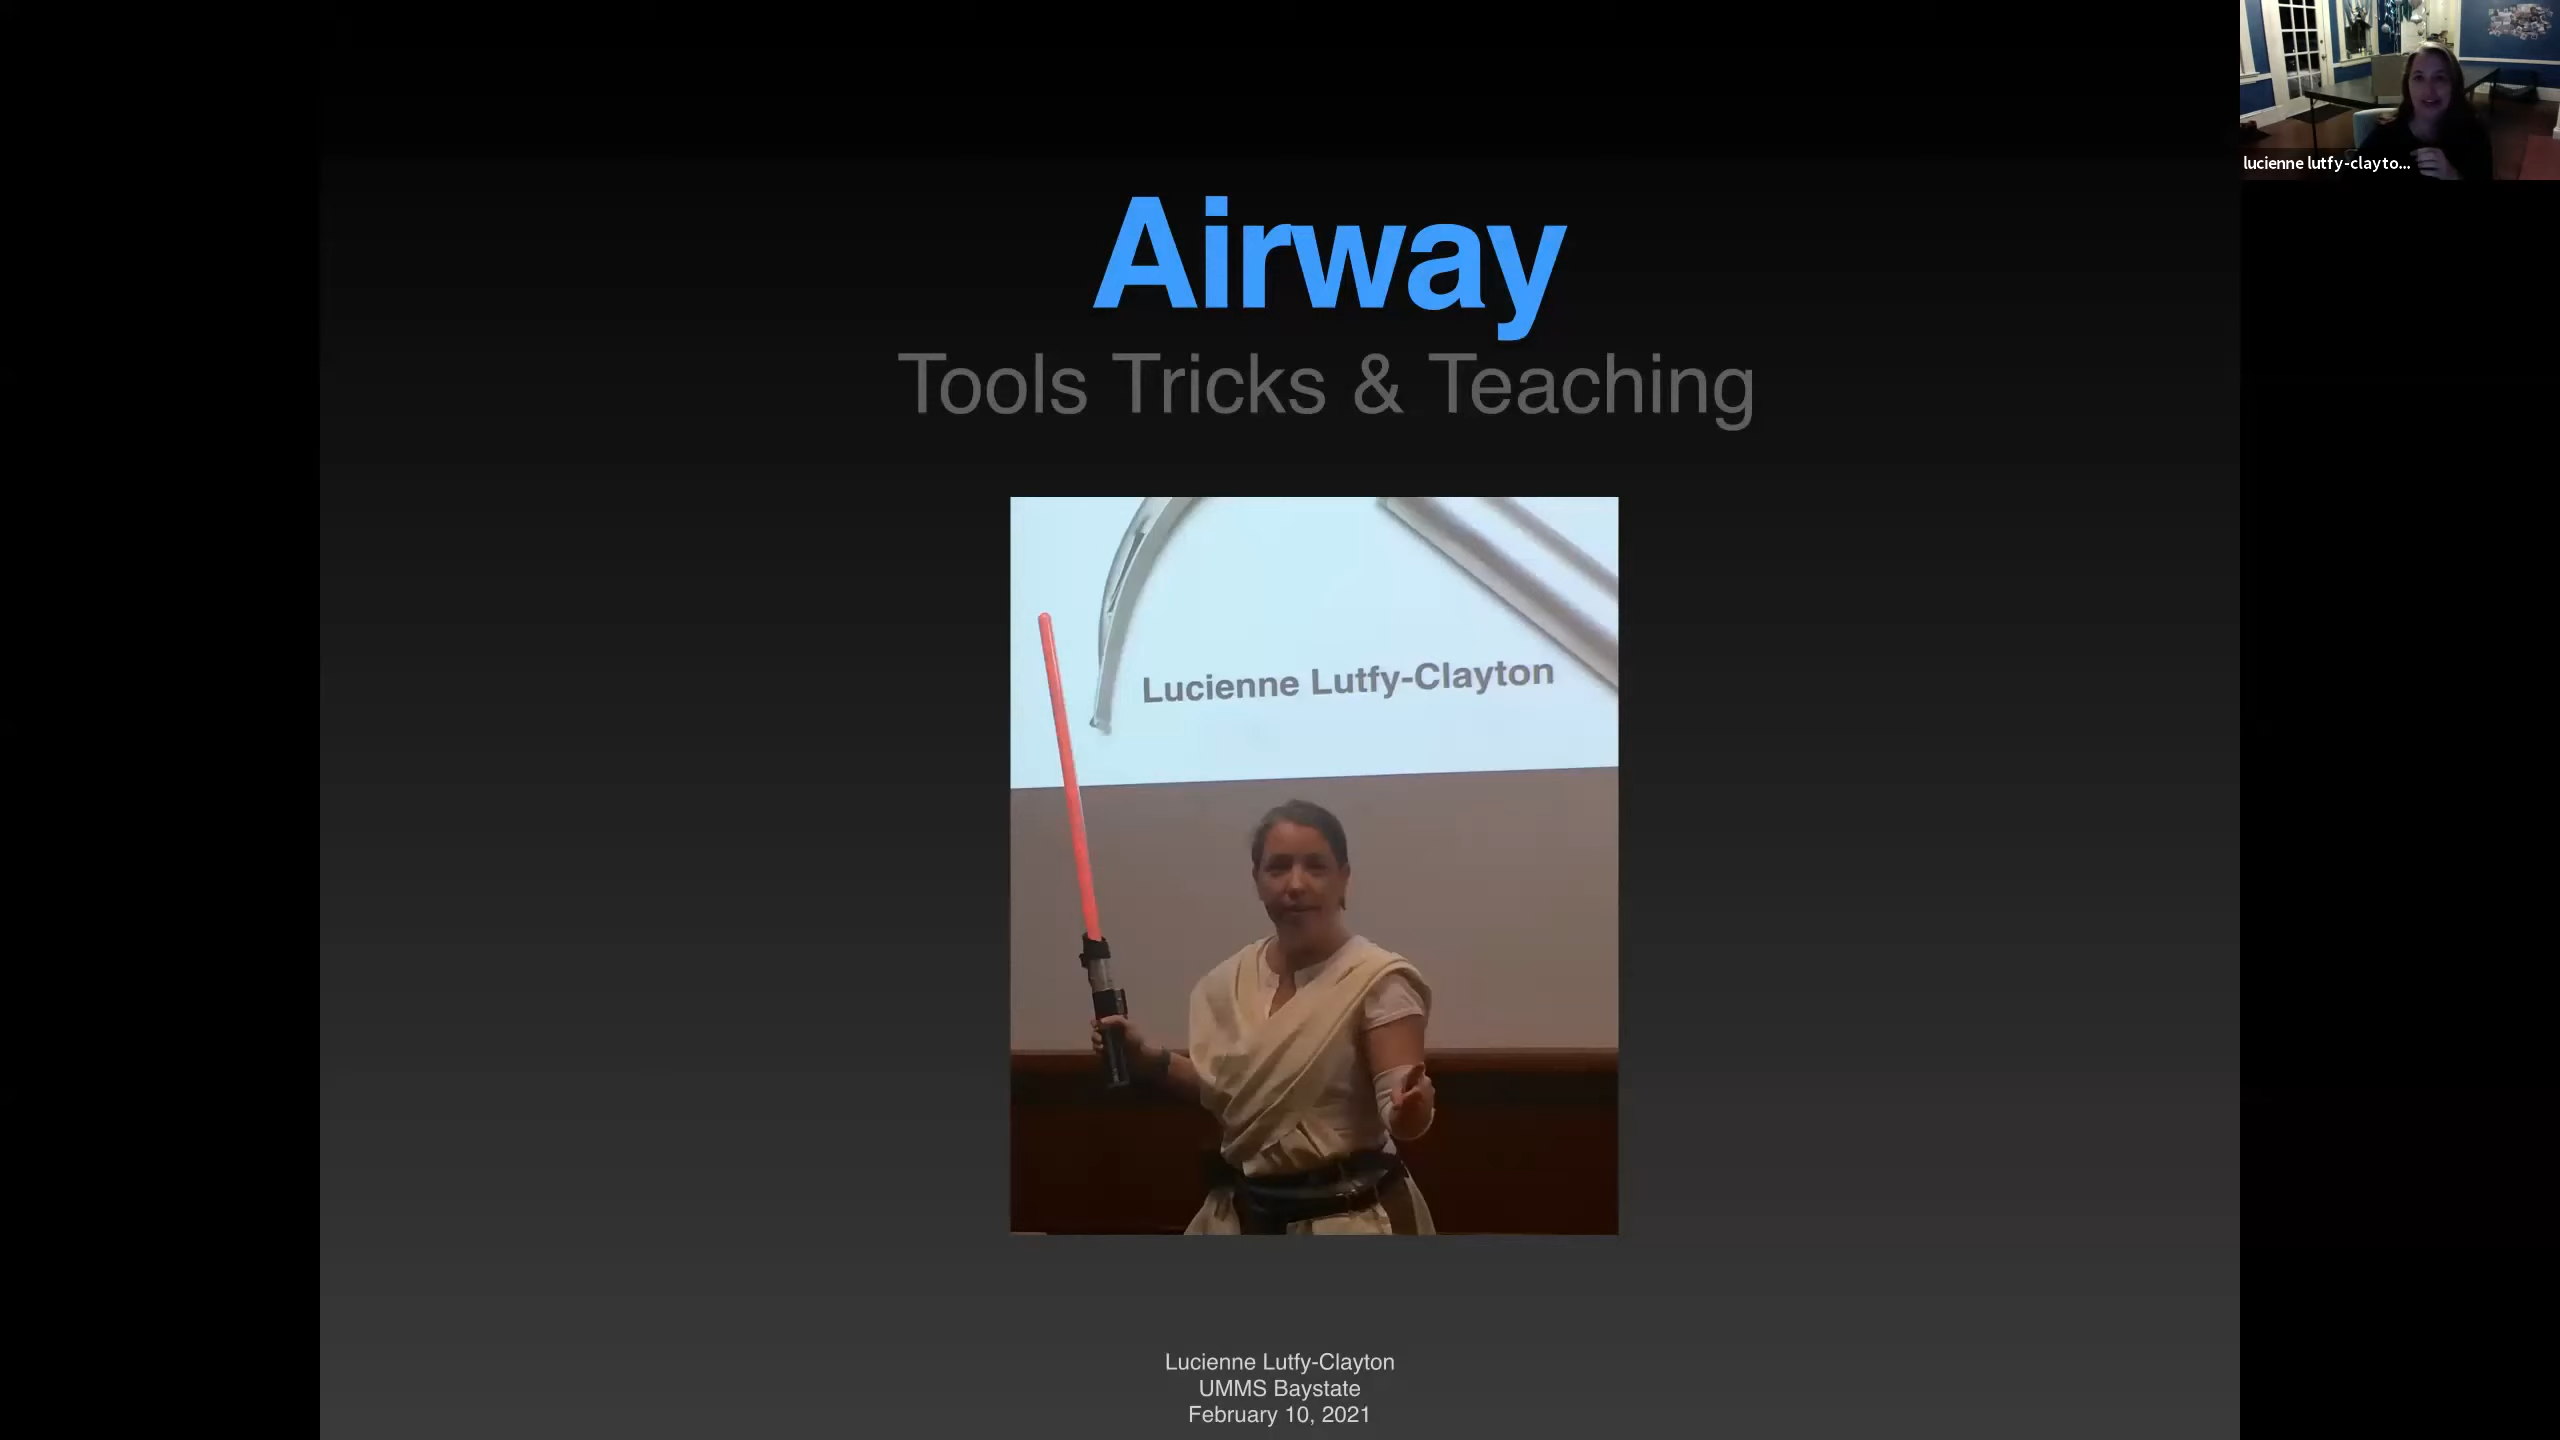 lucienne lutfy-clayto...
Airway
Tools Tricks & Teaching
Lucienne Lutfy-Clayton
Lucienne Lutfy-Clayton
UMMS Baystate
February 10, 2021